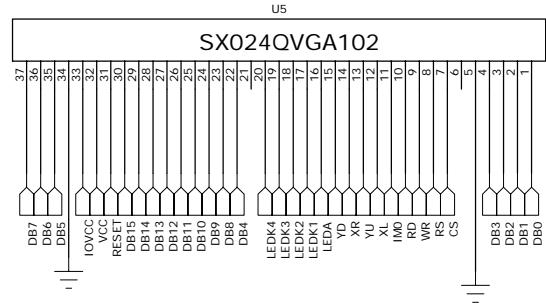 U5
SX024QVGA102
37 36 35 34 33 32 31 30 29 28 27 26 25 24 23 22 21 20 19 18 17 16 15 14 13 12 11 10 9 8 7 6 5 4 3 2 1
DB7
DB6
DB5
IOVCC
VCC
RESET
DB15
DB14
DB13
DB12
DB11
DB10
DB9
DB8
DB4
LEDK4
LEDK3
LEDK2
LEDK1
LEDA
YD
XR
YU
XL
IM0
RD
WR
RS
CS
DB3
DB2
DB1
DB0